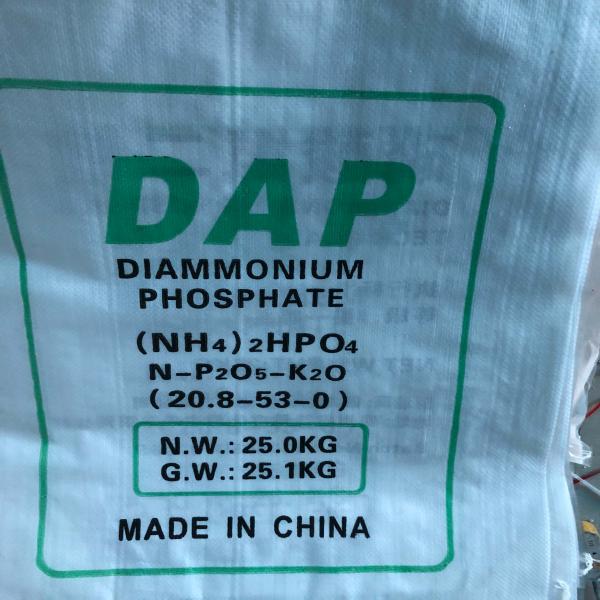 DAP
DIAMMONIUM
PHOSPHATE
(NH4)2HPO4
N-P2O5-K2O
(20.8-53-0)
N.W.: 25.0KG
G.W.: 25.1KG
MADE IN CHINA